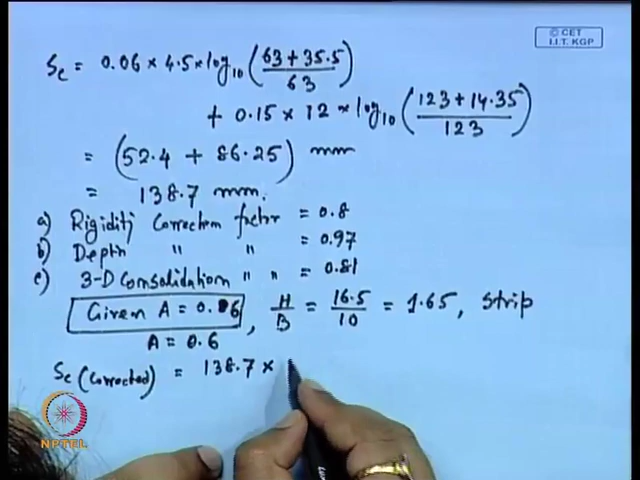 © CET
I.I.T. KGP
Sc = 0.06 × 4.5 × log10 ((63 + 35.5)/63)
+ 0.15 × 12 × log10 ((123 + 14.35)/123)
= (52.4 + 86.25) mm
= 138.7 mm.
a) Rigidity Correction factor = 0.8
b) Depth " " = 0.97
c) 3-D Consolidation " " = 0.81
Given A = 0.06, H/B = 16.5/10 = 1.65, Strip
A = 0.6
Sc (corrected) = 138.7 ×
NPTEL